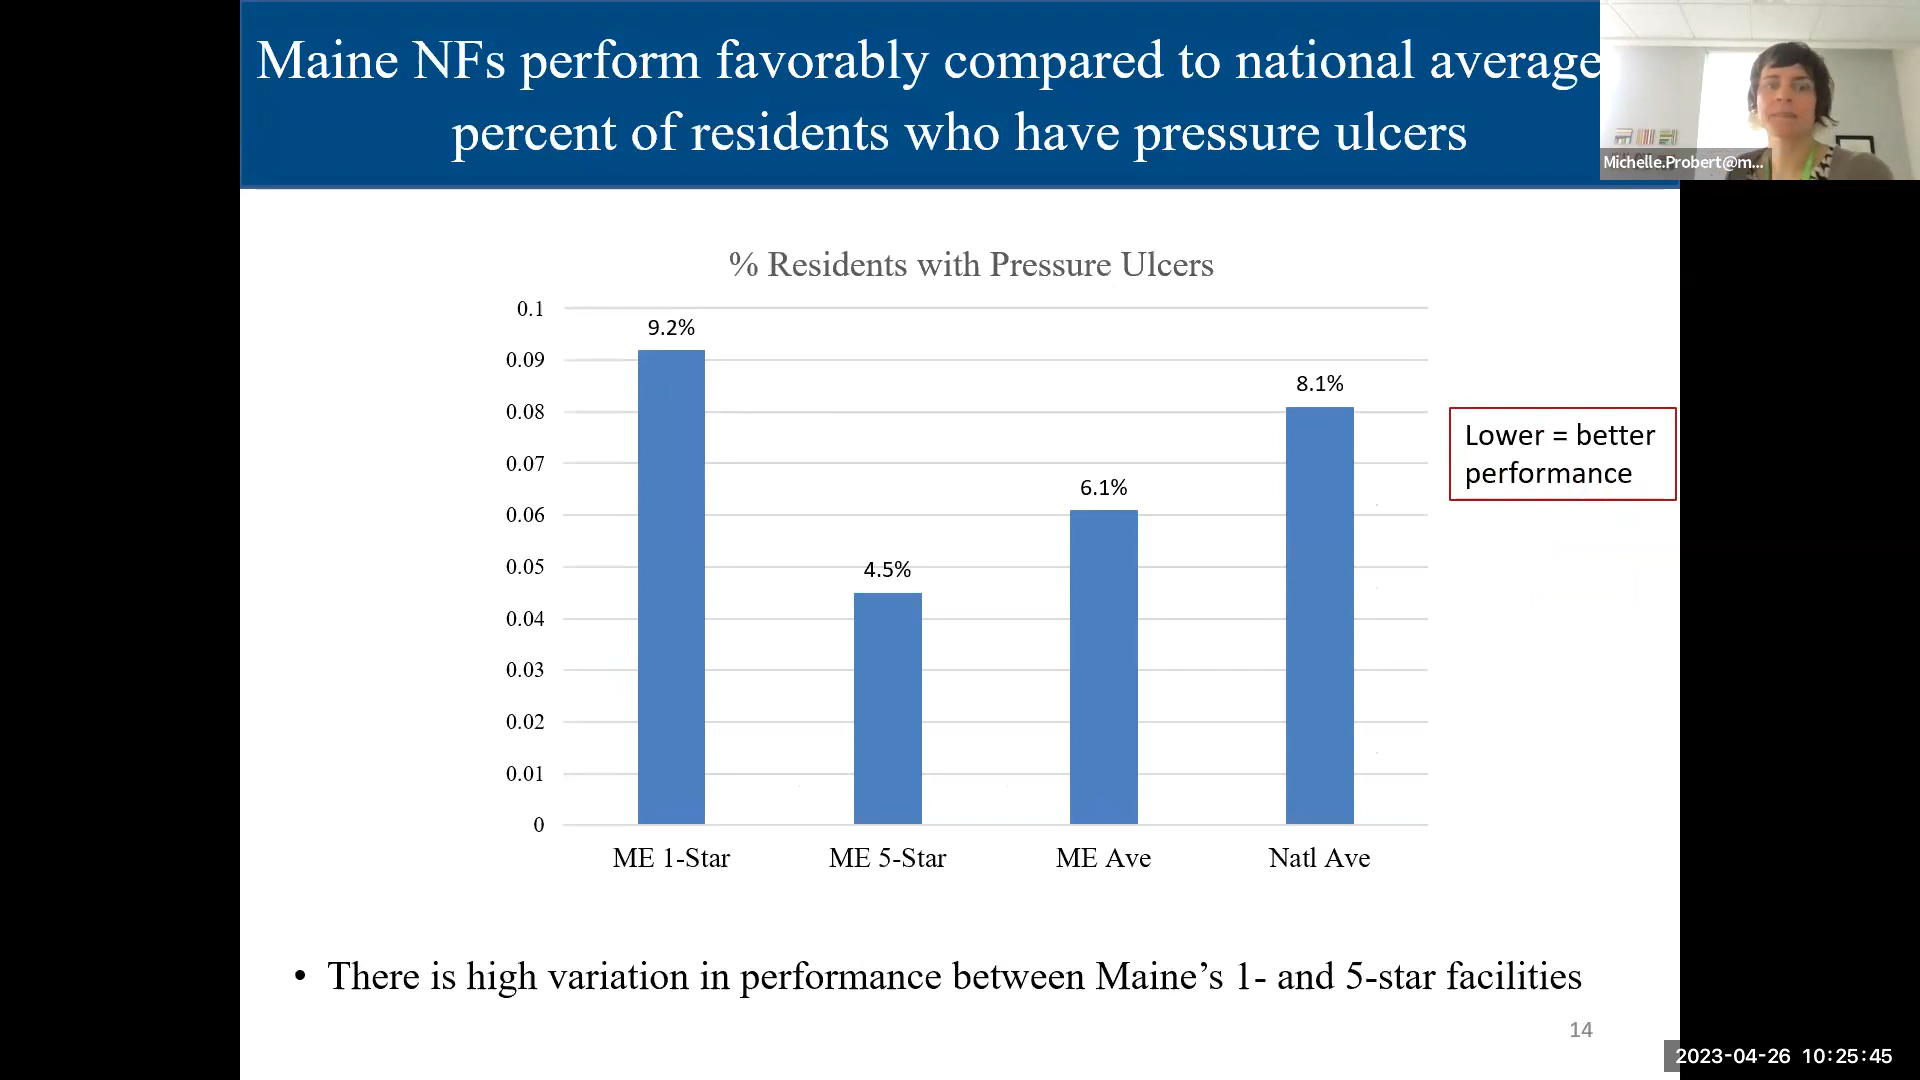 Maine NFs perform favorably compared to national average
percent of residents who have pressure ulcers
Michelle.Probert@m...
% Residents with Pressure Ulcers
0.1
0.09
0.08
0.07
0.06
0.05
0.04
0.03
0.02
0.01
0
9.2%
4.5%
6.1%
8.1%
ME 1-Star
ME 5-Star
ME Ave
Natl Ave
Lower = better
performance
• There is high variation in performance between Maine’s 1- and 5-star facilities
14
2023-04-26 10:25:45